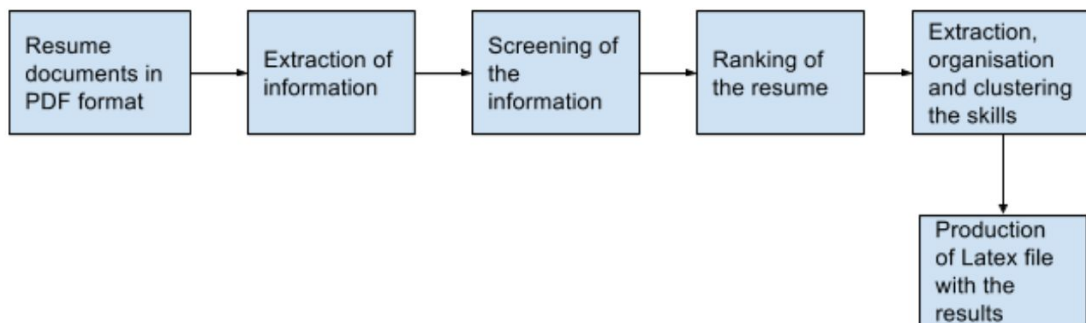 Resume
documents in
PDF format
Extraction of
information
Screening of
the
information
Ranking of
the resume
Extraction,
organisation
and clustering
the skills
Production
of Latex file
with the
results